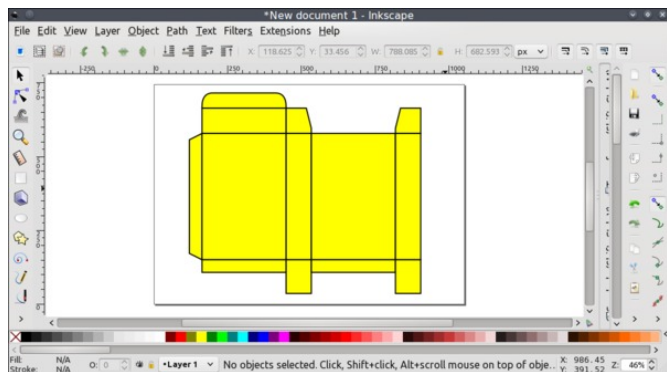 *New document 1 - Inkscape
File Edit View Layer Object Path Text Filters Extensions Help
X: 118.625 Y: 33.456 W: 788.085 H: 682.593 px
-250 0 250 500 750 1000 1250
Fill: N/A
Stroke: N/A
O: 0 •Layer 1 No objects selected. Click, Shift+click, Alt+scroll mouse on top of obje..
X: 986.45
Y: 391.52
Z: 46%